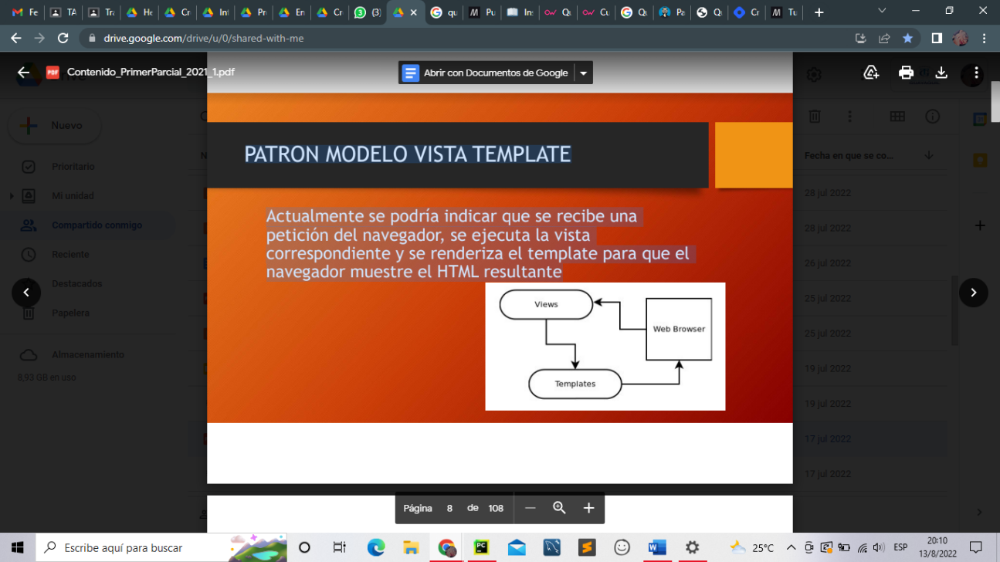 Fe
TA
Tra
He
Cr
Int
Pr
En
Cr
(3)
qu
Pu
Ins
Qu
Cu
Qu
Pa
Q
Cr
Tu
drive.google.com/drive/u/0/shared-with-me
PDF
Contenido_PrimerParcial_2021_1.pdf
Abrir con Documentos de Google
Nuevo
Prioritario
Mi unidad
Compartido conmigo
Reciente
Destacados
Papelera
Almacenamiento
8,93 GB en uso
PATRON MODELO VISTA TEMPLATE
Actualmente se podría indicar que se recibe una
petición del navegador, se ejecuta la vista
correspondiente y se renderiza el template para que el
navegador muestre el HTML resultante
Views
Web Browser
Templates
Fecha en que se co...
28 jul 2022
28 jul 2022
26 jul 2022
25 jul 2022
25 jul 2022
19 jul 2022
19 jul 2022
17 jul 2022
17 jul 2022
Página 8 de 108
Escribe aquí para buscar
25°C
ESP
20:10
13/8/2022